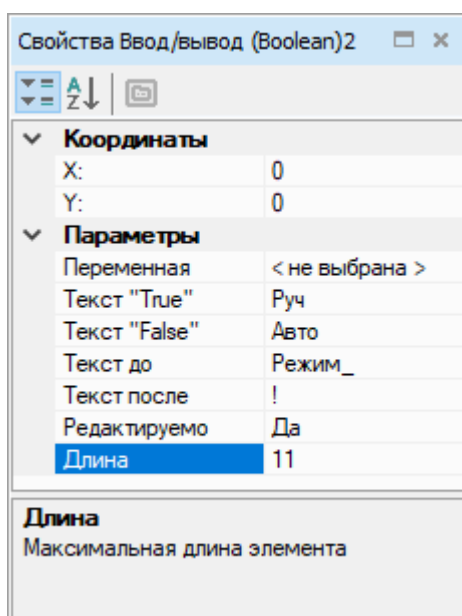 Свойства Ввод/вывод (Boolean)2
Координаты
X: 0
Y: 0
Параметры
Переменная < не выбрана >
Текст "True" Руч
Текст "False" Авто
Текст до Режим_
Текст после !
Редактируемо Да
Длина 11
Длина
Максимальная длина элемента